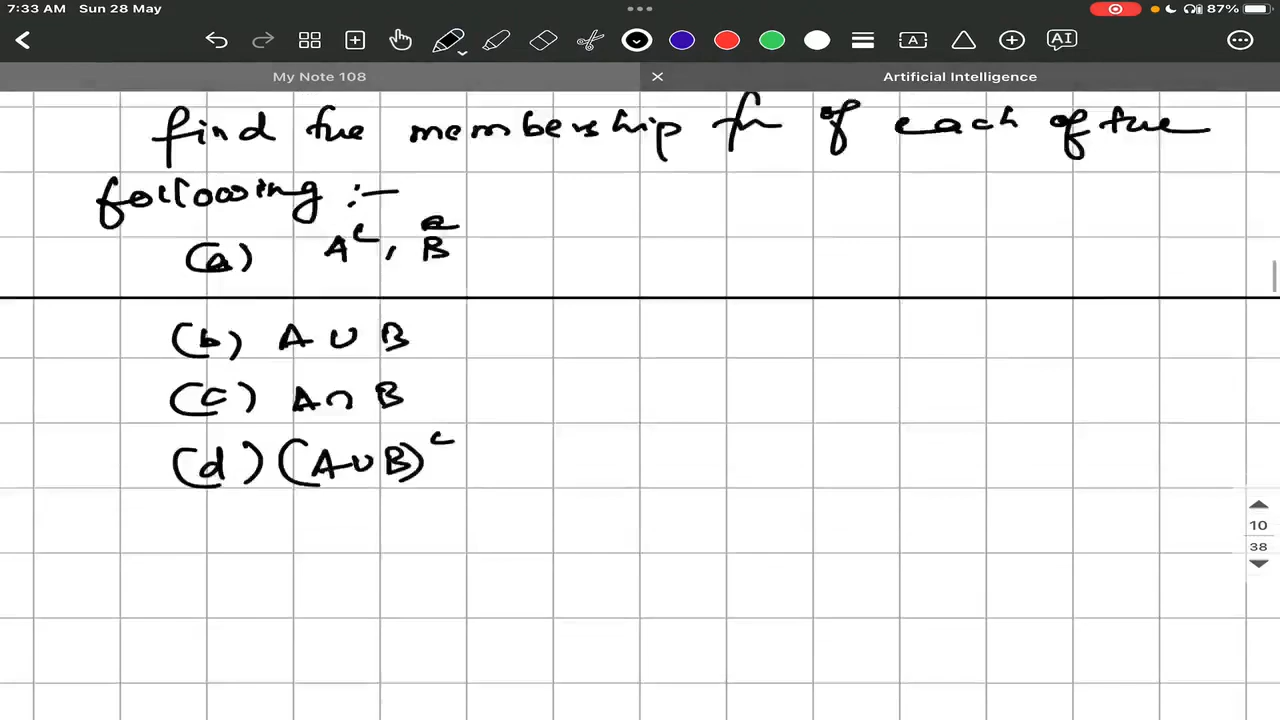 7:33 AM Sun 28 May
87%
My Note 108
Artificial Intelligence
find the membership fn of each of the
following :-
(a) Aᶜ, B̅
(b) A ∪ B
(c) A ∩ B
(d) (A ∪ B)ᶜ
10
38